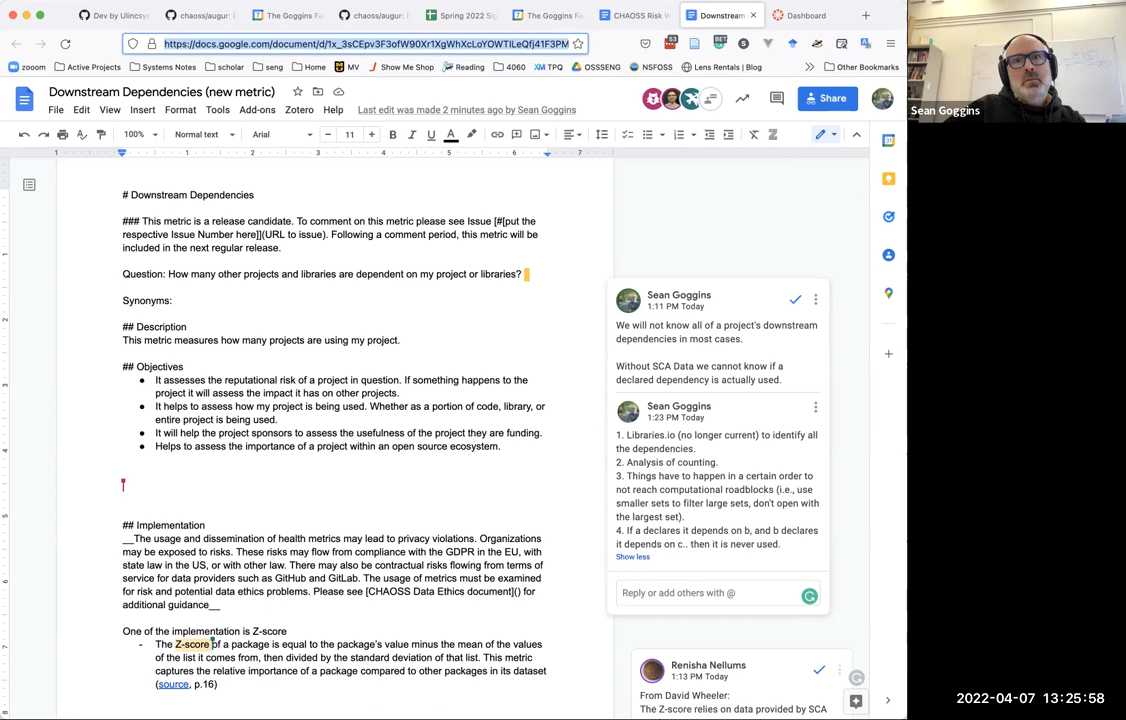 Dev by Ulincsys
chaoss/augur:
The Goggins Fa
chaoss/augur: F
Spring 2022 Sig
The Goggins Fa
CHAOSS Risk W
Downstream
Dashboard
https://docs.google.com/document/d/1x_3sCEpv3F3ofW90Xr1XgWhXcLoYOWTILeQfj41F3PM
zooom
Active Projects
Systems Notes
scholar
seng
Home
MV
Show Me Shop
Reading
4060
XM TPQ
OSSSENG
NSFOSS
Lens Rentals | Blog
Other Bookmarks
Downstream Dependencies (new metric)
File Edit View Insert Format Tools Add-ons Zotero Help
Last edit was made 2 minutes ago by Sean Goggins
Share
100%
Normal text
Arial
11
Sean Goggins
# Downstream Dependencies
### This metric is a release candidate. To comment on this metric please see Issue [#[put the
respective Issue Number here]](URL to issue). Following a comment period, this metric will be
included in the next regular release.
Question: How many other projects and libraries are dependent on my project or libraries?
Synonyms:
## Description
This metric measures how many projects are using my project.
## Objectives
● It assesses the reputational risk of a project in question. If something happens to the
project it will assess the impact it has on other projects.
● It helps to assess how my project is being used. Whether as a portion of code, library, or
entire project is being used.
● It will help the project sponsors to assess the usefulness of the project they are funding.
● Helps to assess the importance of a project within an open source ecosystem.
## Implementation
__The usage and dissemination of health metrics may lead to privacy violations. Organizations
may be exposed to risks. These risks may flow from compliance with the GDPR in the EU, with
state law in the US, or with other law. There may also be contractual risks flowing from terms of
service for data providers such as GitHub and GitLab. The usage of metrics must be examined
for risk and potential data ethics problems. Please see [CHAOSS Data Ethics document]() for
additional guidance__
One of the implementation is Z-score
- The Z-score of a package is equal to the package's value minus the mean of the values
of the list it comes from, then divided by the standard deviation of that list. This metric
captures the relative importance of a package compared to other packages in its dataset
(source, p.16)
Sean Goggins
1:11 PM Today
We will not know all of a project's downstream
dependencies in most cases.
Without SCA Data we cannot know if a
declared dependency is actually used.
Sean Goggins
1:23 PM Today
1. Libraries.io (no longer current) to identify all
the dependencies.
2. Analysis of counting.
3. Things have to happen in a certain order to
not reach computational roadblocks (i.e., use
smaller sets to filter large sets, don't open with
the largest set).
4. If a declares it depends on b, and b declares
it depends on c.. then it is never used.
Show less
Reply or add others with @
Renisha Nellums
1:13 PM Today
From David Wheeler:
The Z-score relies on data provided by SCA
2022-04-07 13:25:58